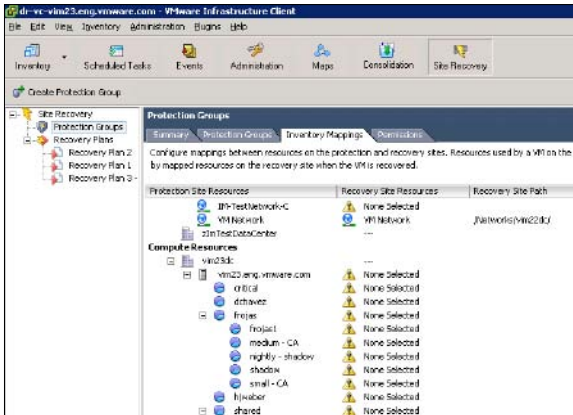 dr-vc-vim23.eng.vmware.com - VMware Infrastructure Client
File Edit View Inventory Administration Plugins Help
Inventory Scheduled Tasks Events Administration Maps Consolidation Site Recovery
Create Protection Group
Site Recovery
Protection Groups
Recovery Plans
Recovery Plan 2
Recovery Plan 1
Recovery Plan 3 -
Protection Groups
Summary Protection Groups Inventory Mappings Permissions
Configure mappings between resources on the protection and recovery sites. Resources used by a VM on the
by mapped resources on the recovery site when the VM is recovered.
Protection Site Resources Recovery Site Resources Recovery Site Path
IM-TestNetwork-C None Selected
VM Network VM Network /Networks/vim22dc/
zImTestDataCenter ---
Compute Resources
vim23dc ---
vim23.eng.vmware.com None Selected
critical None Selected
dchavez None Selected
frojas None Selected
frojas1 None Selected
medium - CA None Selected
nightly - shadow None Selected
shadow None Selected
small - CA None Selected
hjweber None Selected
shared None Selected